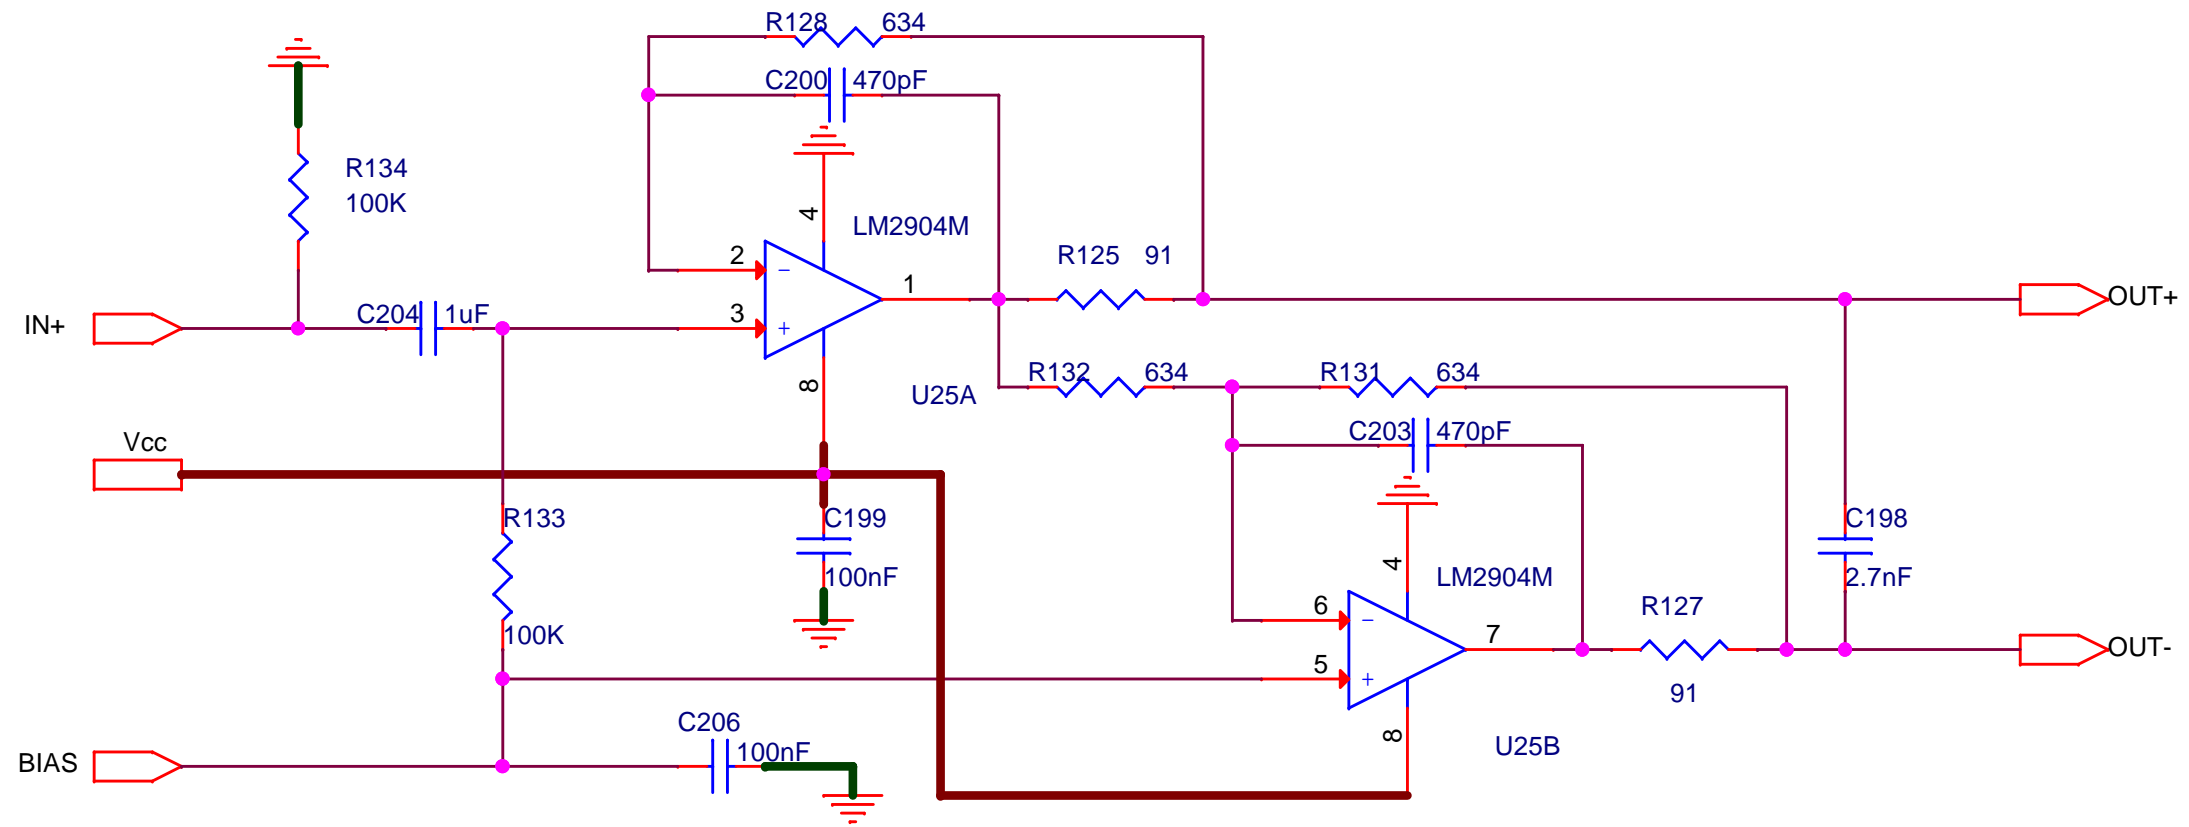 R128 634
C200 470pF
R134
100K
4
LM2904M
2
−
R125 91
1
IN+
C204 1uF
3
+
OUT+
8
R132 634
R131 634
U25A
Vcc
C203 470pF
R133
C199
C198
100nF
4
LM2904M
2.7nF
100K
6
−
R127
7
5
+
OUT-
91
C206
8
U25B
100nF
BIAS